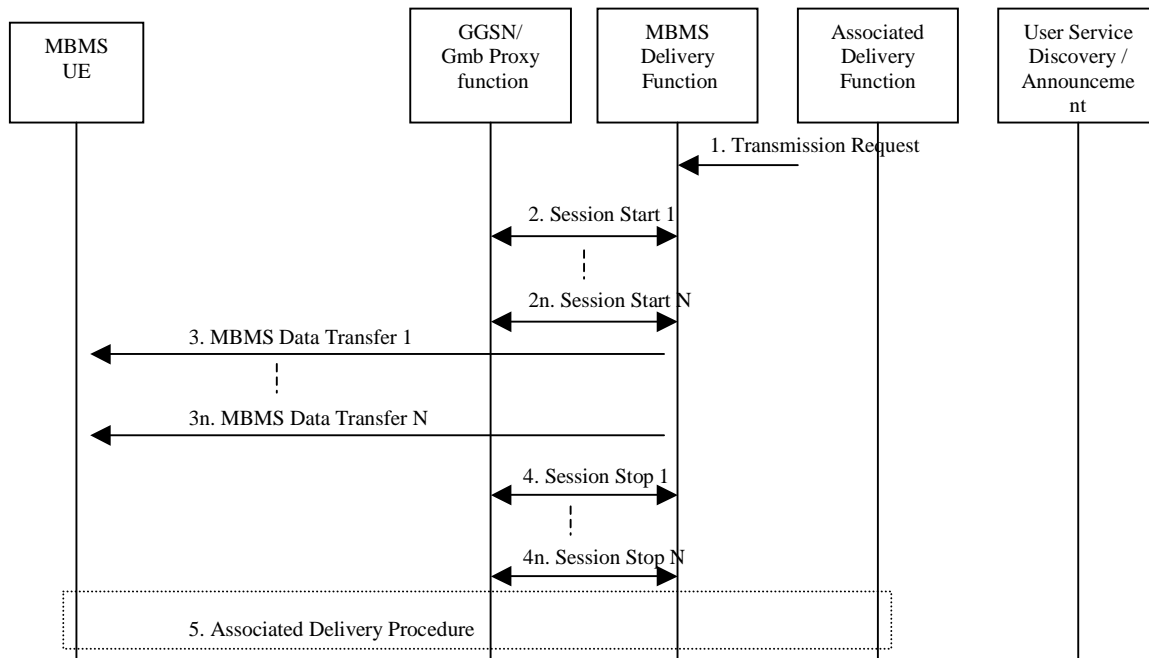 MBMS
UE
GGSN/
Gmb Proxy
function
MBMS
Delivery
Function
Associated
Delivery
Function
User Service
Discovery /
Announceme
nt
1. Transmission Request
2. Session Start 1
2n. Session Start N
3. MBMS Data Transfer 1
3n. MBMS Data Transfer N
4. Session Stop 1
4n. Session Stop N
5. Associated Delivery Procedure